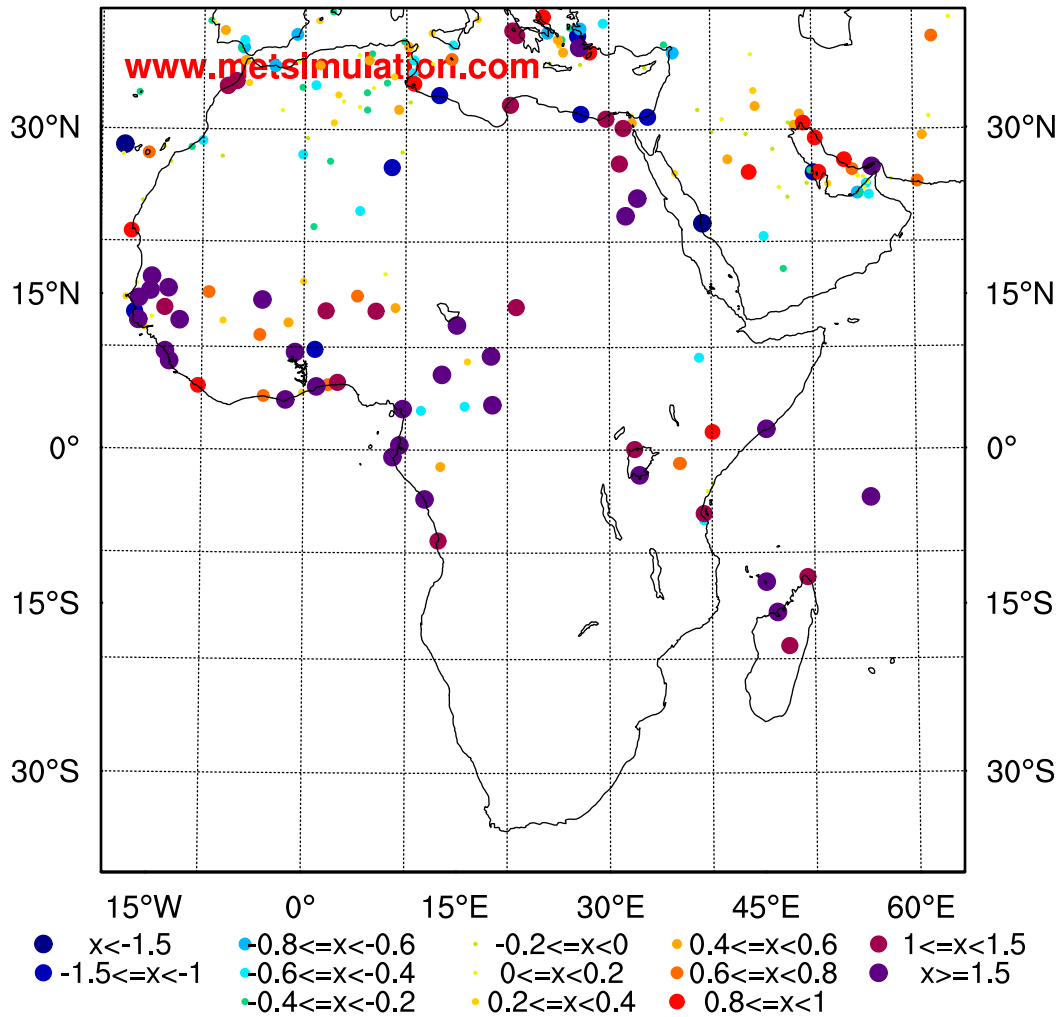 www.metsimulation.com
30°N 30°N
15°N 15°N
0° 0°
15°S 15°S
30°S 30°S
15°W 0° 15°E 30°E 45°E 60°E
x<-1.5 -0.8<=x<-0.6 -0.2<=x<0 0.4<=x<0.6 1<=x<1.5
-1.5<=x<-1 -0.6<=x<-0.4 0<=x<0.2 0.6<=x<0.8 x>=1.5
-0.4<=x<-0.2 0.2<=x<0.4 0.8<=x<1